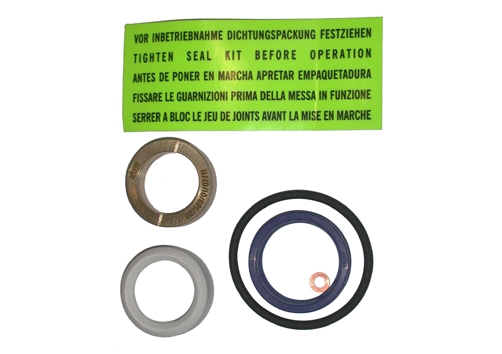 VOR INBETRIEBNAHME DICHTUNGSPACKUNG FESTZIEHEN
TIGHTEN SEAL KIT BEFORE OPERATION
ANTES DE PONER EN MARCHA APRETAR EMPAQUETADURA
FISSARE LE GUARNIZIONI PRIMA DELLA MESSA IN FUNZIONE
SERRER A BLOC LE JEU DE JOINTS AVANT LA MISE EN MARCHE